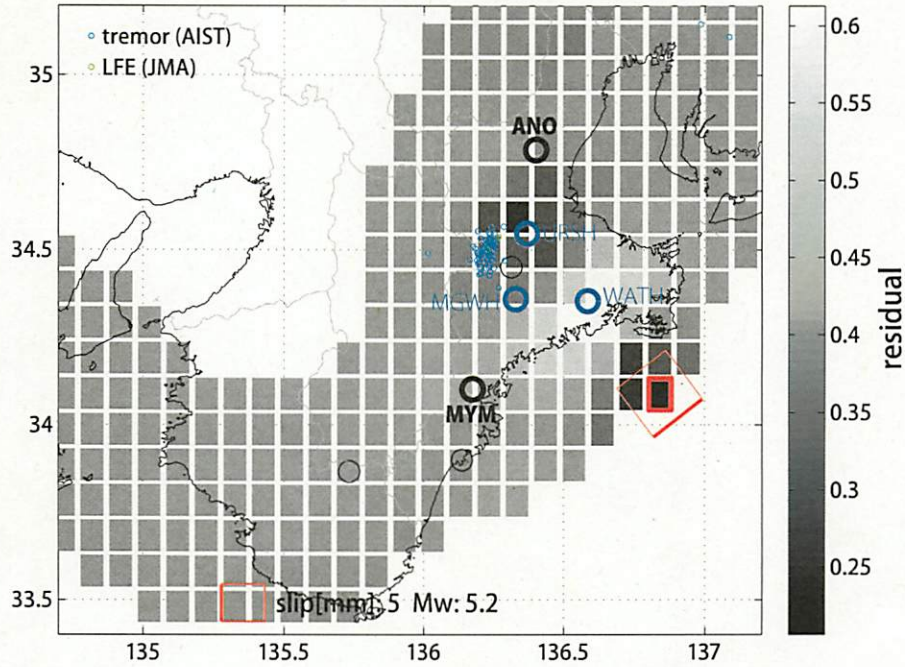 tremor (AIST)
LFE (JMA)
ANO
URSH
MGWH
WATH
MYM
slip[mm]:5 Mw: 5.2
35
34.5
34
33.5
135
135.5
136
136.5
137
0.6
0.55
0.5
0.45
0.4
0.35
0.3
0.25
residual